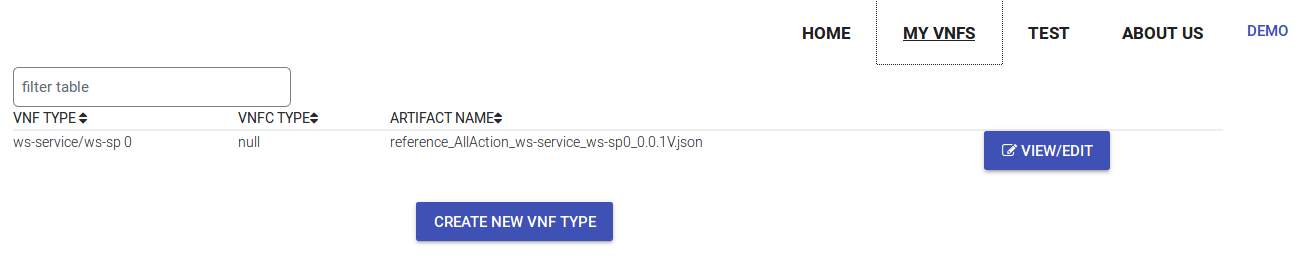 HOME MY VNFS TEST ABOUT US DEMO
filter table
VNF TYPE VNFC TYPE ARTIFACT NAME
ws-service/ws-sp 0 null reference_AllAction_ws-service_ws-sp0_0.0.1V.json VIEW/EDIT
CREATE NEW VNF TYPE